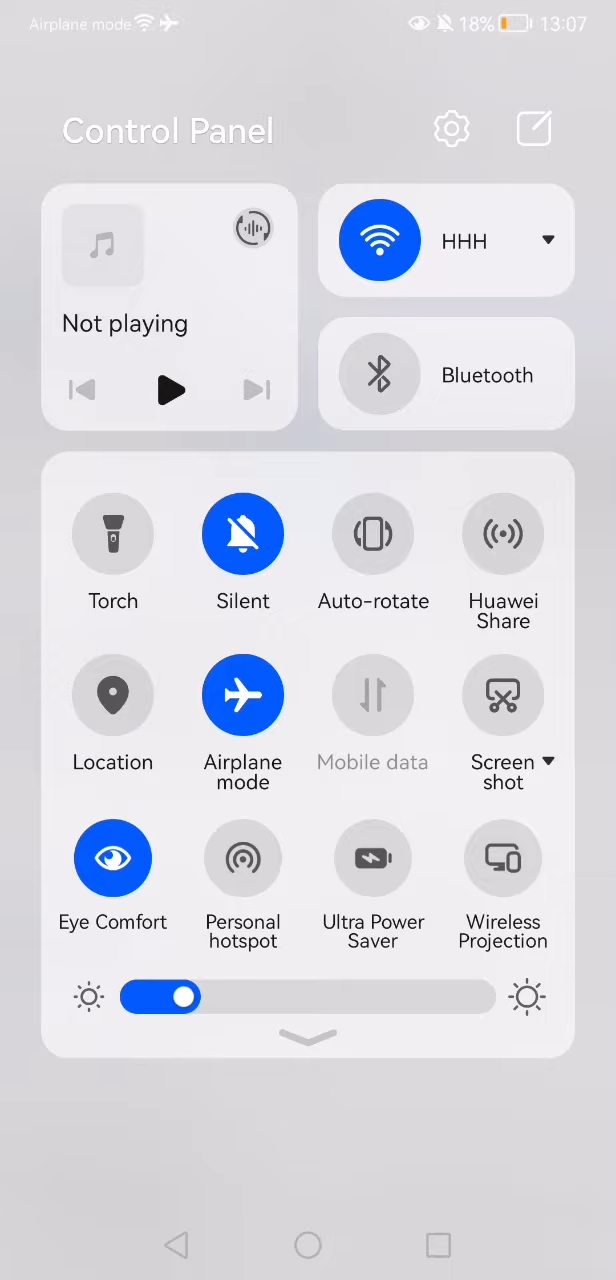 Airplane mode 18% 13:07
Control Panel
HHH
Not playing
Bluetooth
Torch Silent Auto-rotate Huawei
Share
Location Airplane Mobile data Screen
mode shot
Eye Comfort Personal Ultra Power Wireless
hotspot Saver Projection